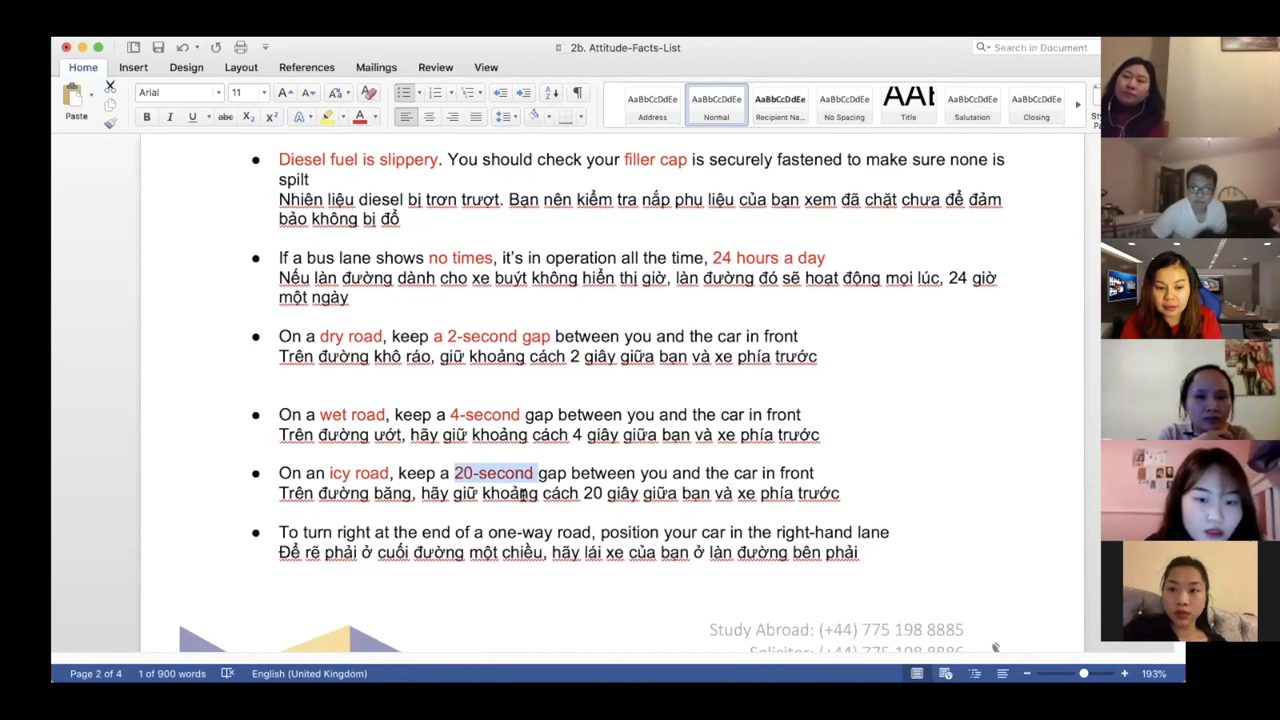 2b. Attitude-Facts-List
Search in Document
Home Insert Design Layout References Mailings Review View
Paste
Arial 11
AaBbCcDdEe AaBbCcDdEe AaBbCcDdEe AaBbCcDdEe AaBbCcDdEe AaBbCcDdEe
Address Normal Recipient Na... No Spacing Title Salutation Closing
Diesel fuel is slippery. You should check your filler cap is securely fastened to make sure none is
spilt
Nhiên liệu diesel bị trơn trượt. Bạn nên kiểm tra nắp phụ liệu của bạn xem đã chặt chưa để đảm
bảo không bị đổ
If a bus lane shows no times, it's in operation all the time, 24 hours a day
Nếu làn đường dành cho xe buýt không hiển thị giờ, làn đường đó sẽ hoạt động mọi lúc, 24 giờ
một ngày
On a dry road, keep a 2-second gap between you and the car in front
Trên đường khô ráo, giữ khoảng cách 2 giây giữa bạn và xe phía trước
On a wet road, keep a 4-second gap between you and the car in front
Trên đường ướt, hãy giữ khoảng cách 4 giây giữa bạn và xe phía trước
On an icy road, keep a 20-second gap between you and the car in front
Trên đường băng, hãy giữ khoảng cách 20 giây giữa bạn và xe phía trước
To turn right at the end of a one-way road, position your car in the right-hand lane
Để rẽ phải ở cuối đường một chiều, hãy lái xe của bạn ở làn đường bên phải
Study Abroad: (+44) 775 198 8885
Solicitor: (+44) 775 198 8886
Page 2 of 4 1 of 900 words English (United Kingdom) 193%